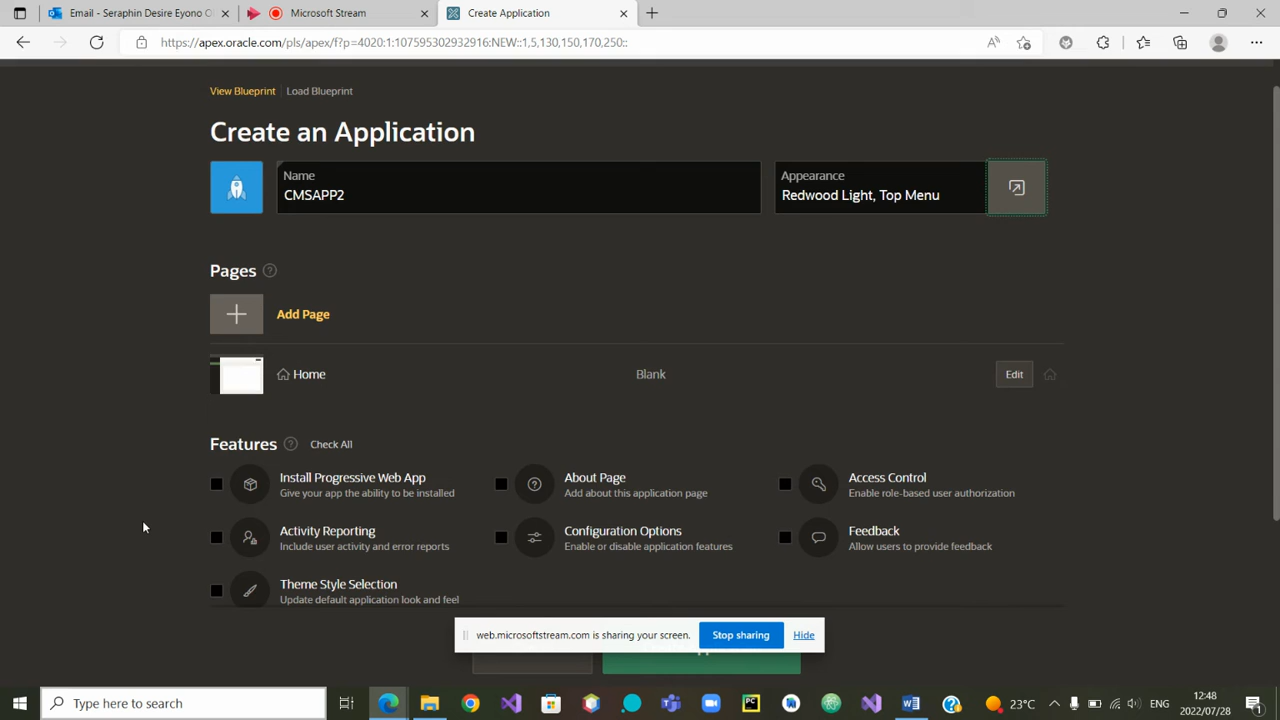 Email - Seraphin Desire Eyono O
Microsoft Stream
Create Application
https://apex.oracle.com/pls/apex/f?p=4020:1:107595302932916:NEW::1,5,130,150,170,250::
View Blueprint
Load Blueprint
Create an Application
Name
CMSAPP2
Appearance
Redwood Light, Top Menu
Pages
Add Page
Home
Blank
Edit
Features
Check All
Install Progressive Web App
Give your app the ability to be installed
About Page
Add about this application page
Access Control
Enable role-based user authorization
Activity Reporting
Include user activity and error reports
Configuration Options
Enable or disable application features
Feedback
Allow users to provide feedback
Theme Style Selection
Update default application look and feel
web.microsoftstream.com is sharing your screen.
Stop sharing
Hide
Type here to search
23°C
ENG
12:48
2022/07/28